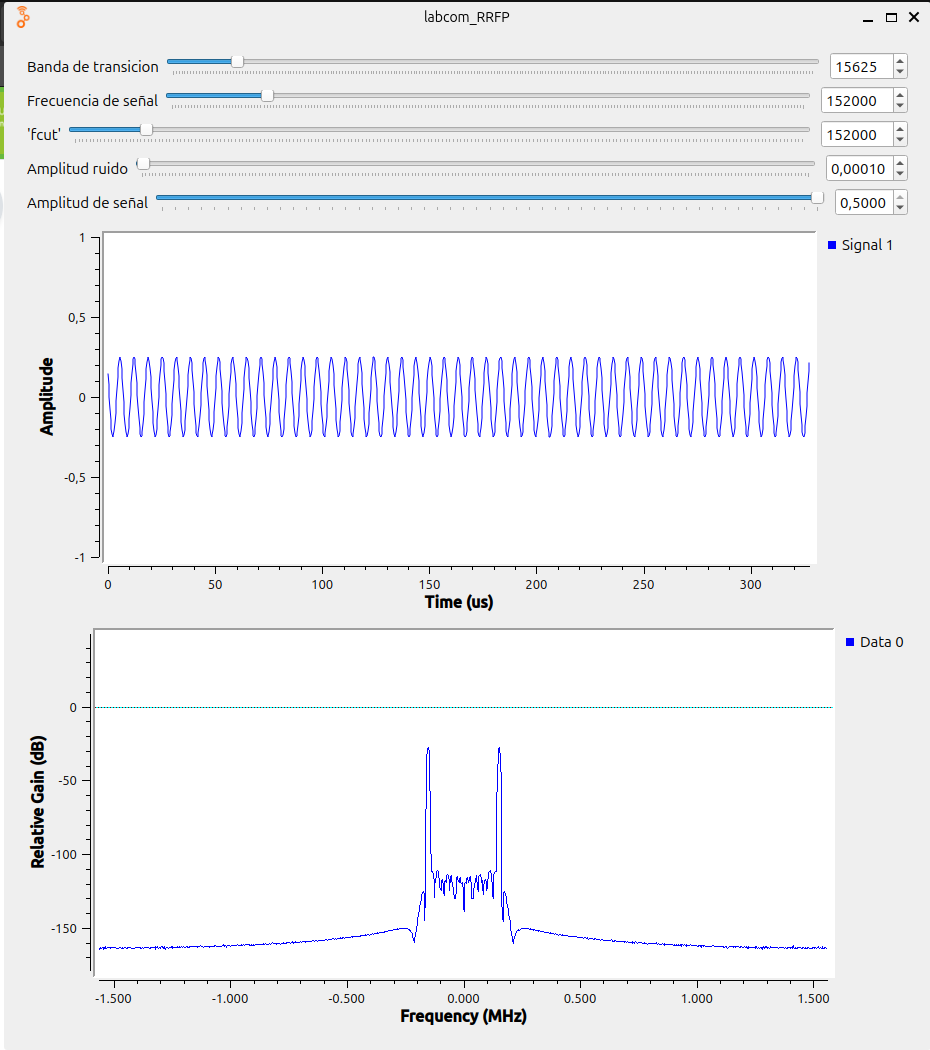 labcom_RRFP
Banda de transicion 15625
Frecuencia de señal 152000
'fcut' 152000
Amplitud ruido 0,00010
Amplitud de señal 0,5000
Signal 1
1
0,5
0
-0,5
-1
Amplitude
0 50 100 150 200 250 300
Time (us)
Data 0
0
-50
-100
-150
Relative Gain (dB)
-1.500 -1.000 -0.500 0.000 0.500 1.000 1.500
Frequency (MHz)